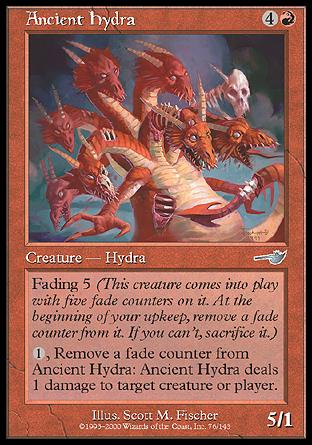 Ancient Hydra 4
Creature — Hydra
Fading 5 (This creature comes into play
with five fade counters on it. At the
beginning of your upkeep, remove a fade
counter from it. If you can't, sacrifice it.)
1, Remove a fade counter from
Ancient Hydra: Ancient Hydra deals
1 damage to target creature or player.
5/1
Illus. Scott M. Fischer
©1993-2000 Wizards of the Coast, Inc. 76/143